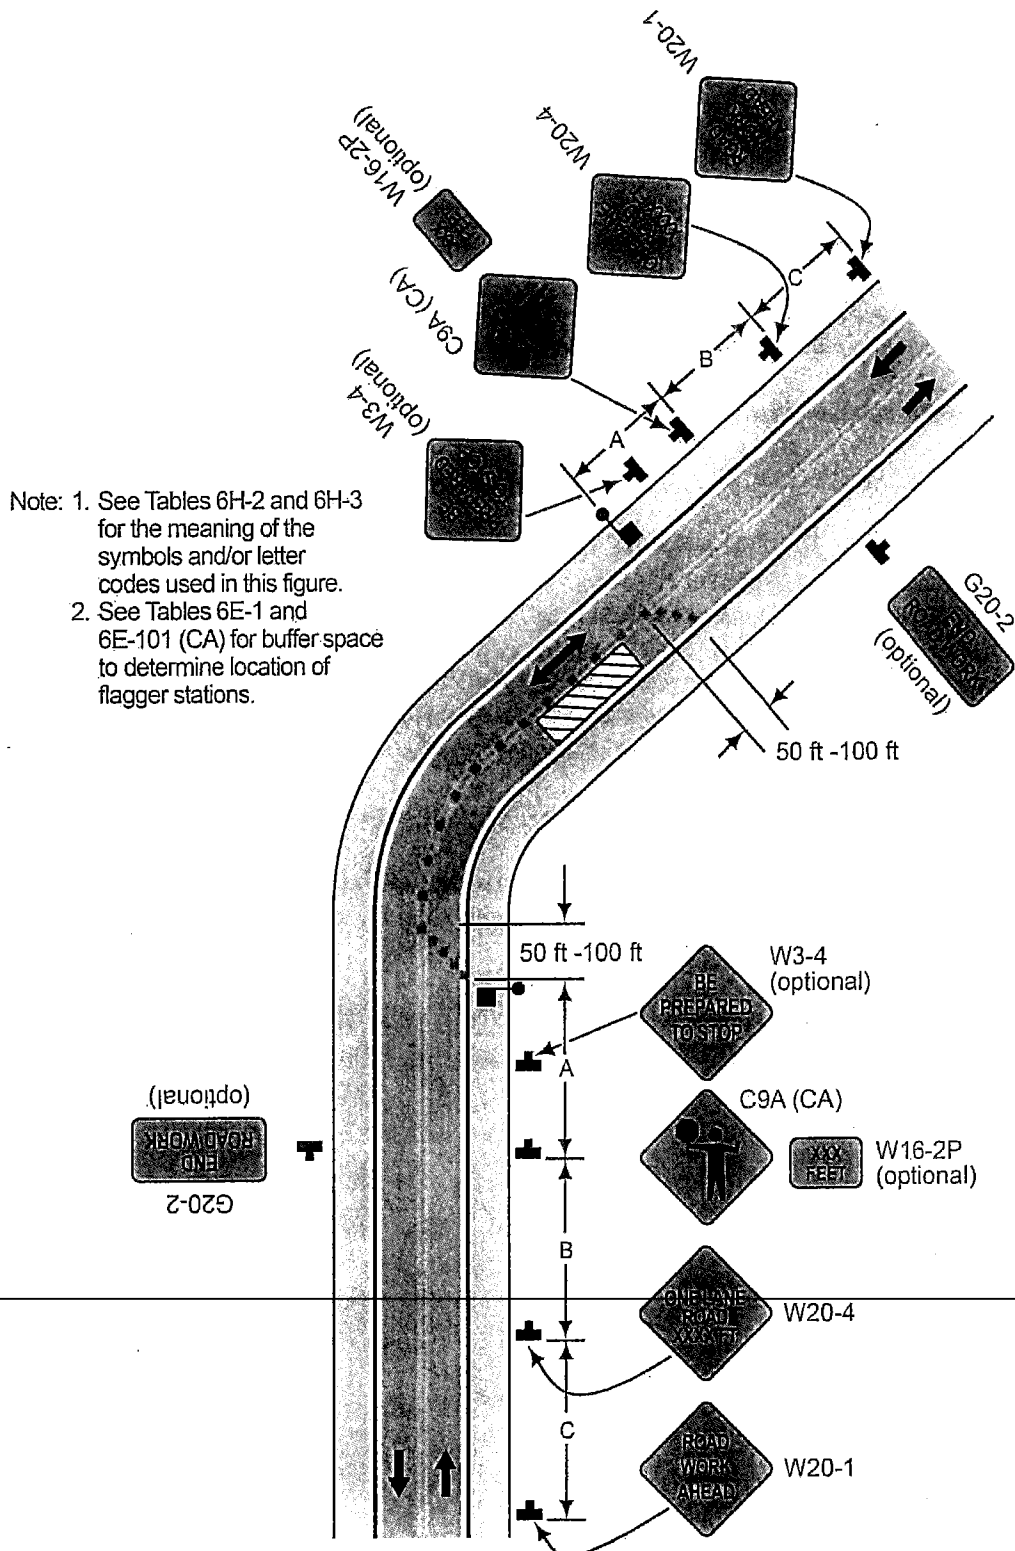 W20-1
W20-4
W16-2P
(optional)
C9A (CA)
W3-4
(optional)
C
B
A
Note: 1. See Tables 6H-2 and 6H-3
for the meaning of the
symbols and/or letter
codes used in this figure.
2. See Tables 6E-1 and
6E-101 (CA) for buffer space
to determine location of
flagger stations.
G20-2
END
ROAD WORK
(optional)
50 ft -100 ft
50 ft -100 ft
W3-4
(optional)
BE
PREPARED
TO STOP
A
C9A (CA)
XXX
FEET
W16-2P
(optional)
(optional)
END
ROAD WORK
G20-2
B
ONE LANE
ROAD
XXXX FT
W20-4
C
ROAD
WORK
AHEAD
W20-1